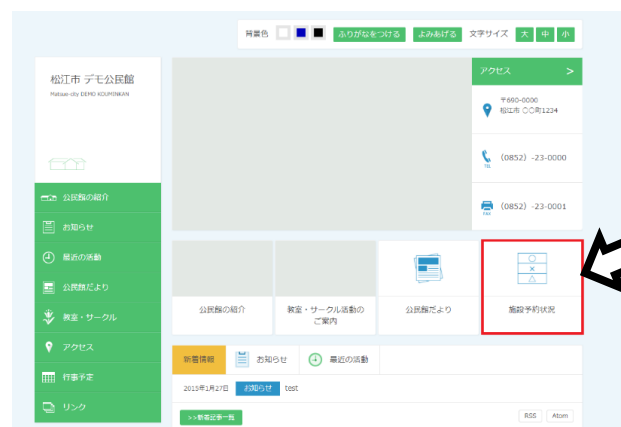 背景色 ふりがなをつける よみあげる 文字サイズ 大 中 小
松江市 デモ公民館
Matsue-city DEMO KOUMINKAN
公民館の紹介
お知らせ
最近の活動
公民館だより
教室・サークル
アクセス
行事予定
リンク
アクセス >
〒690-0000
松江市 〇〇町1234
TEL (0852) -23-0000
FAX (0852) -23-0001
公民館の紹介
教室・サークル活動の
ご案内
公民館だより
○
×
△
施設予約状況
新着情報 お知らせ 最近の活動
2015年1月27日 お知らせ test
>>新着記事一覧 RSS Atom